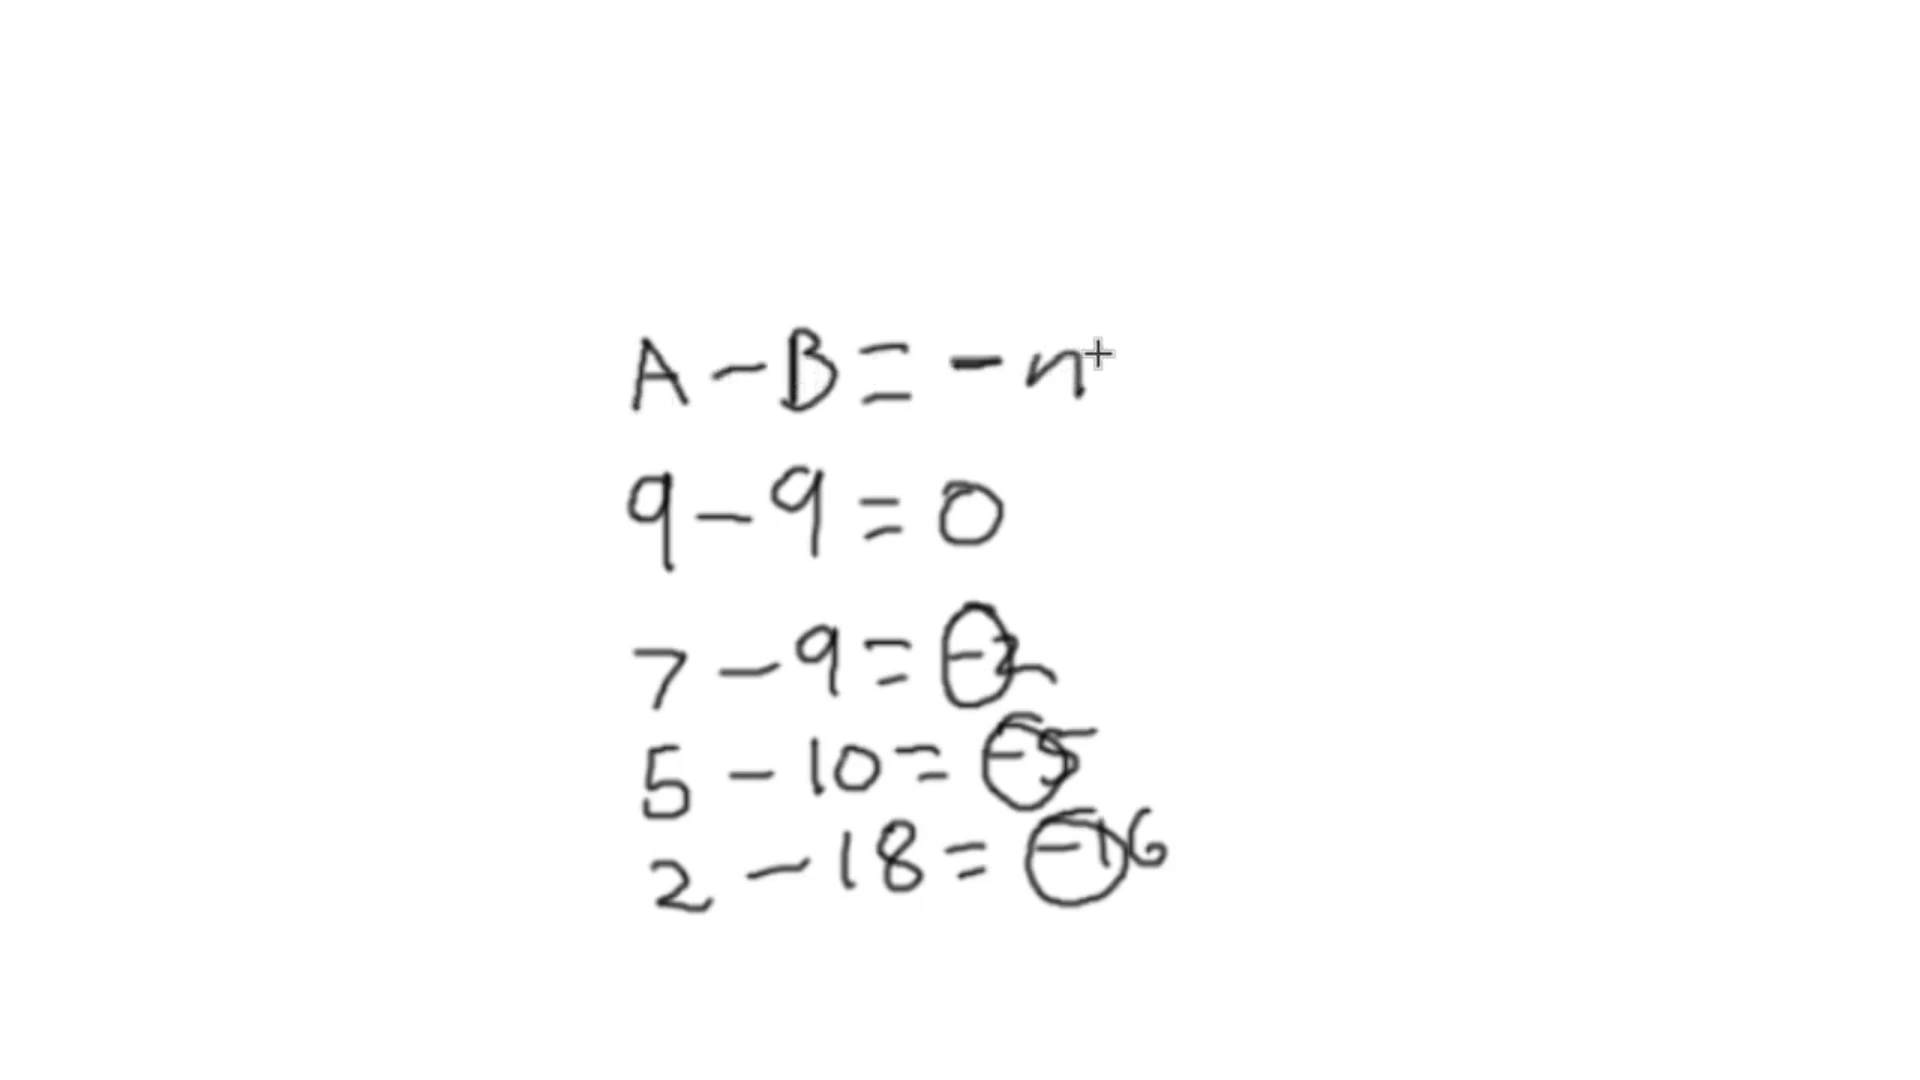 A - B = - n
9 - 9 = 0
7 - 9 = -2
5 - 10 = -5
2 - 18 = -16